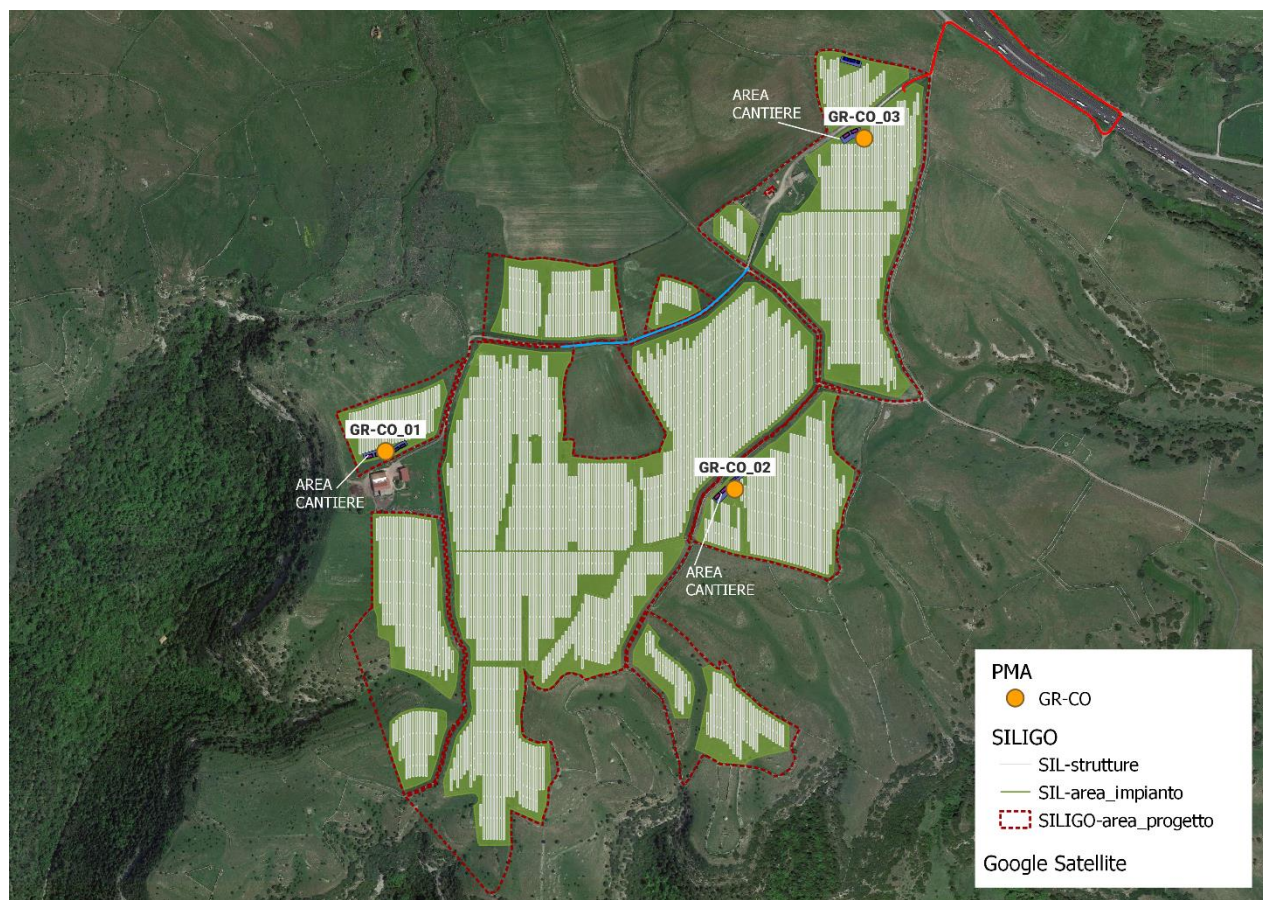 AREA
CANTIERE
GR-CO_03
GR-CO_01
AREA
CANTIERE
GR-CO_02
AREA
CANTIERE
PMA
GR-CO
SILIGO
SIL-strutture
SIL-area_impianto
SILIGO-area_progetto
Google Satellite